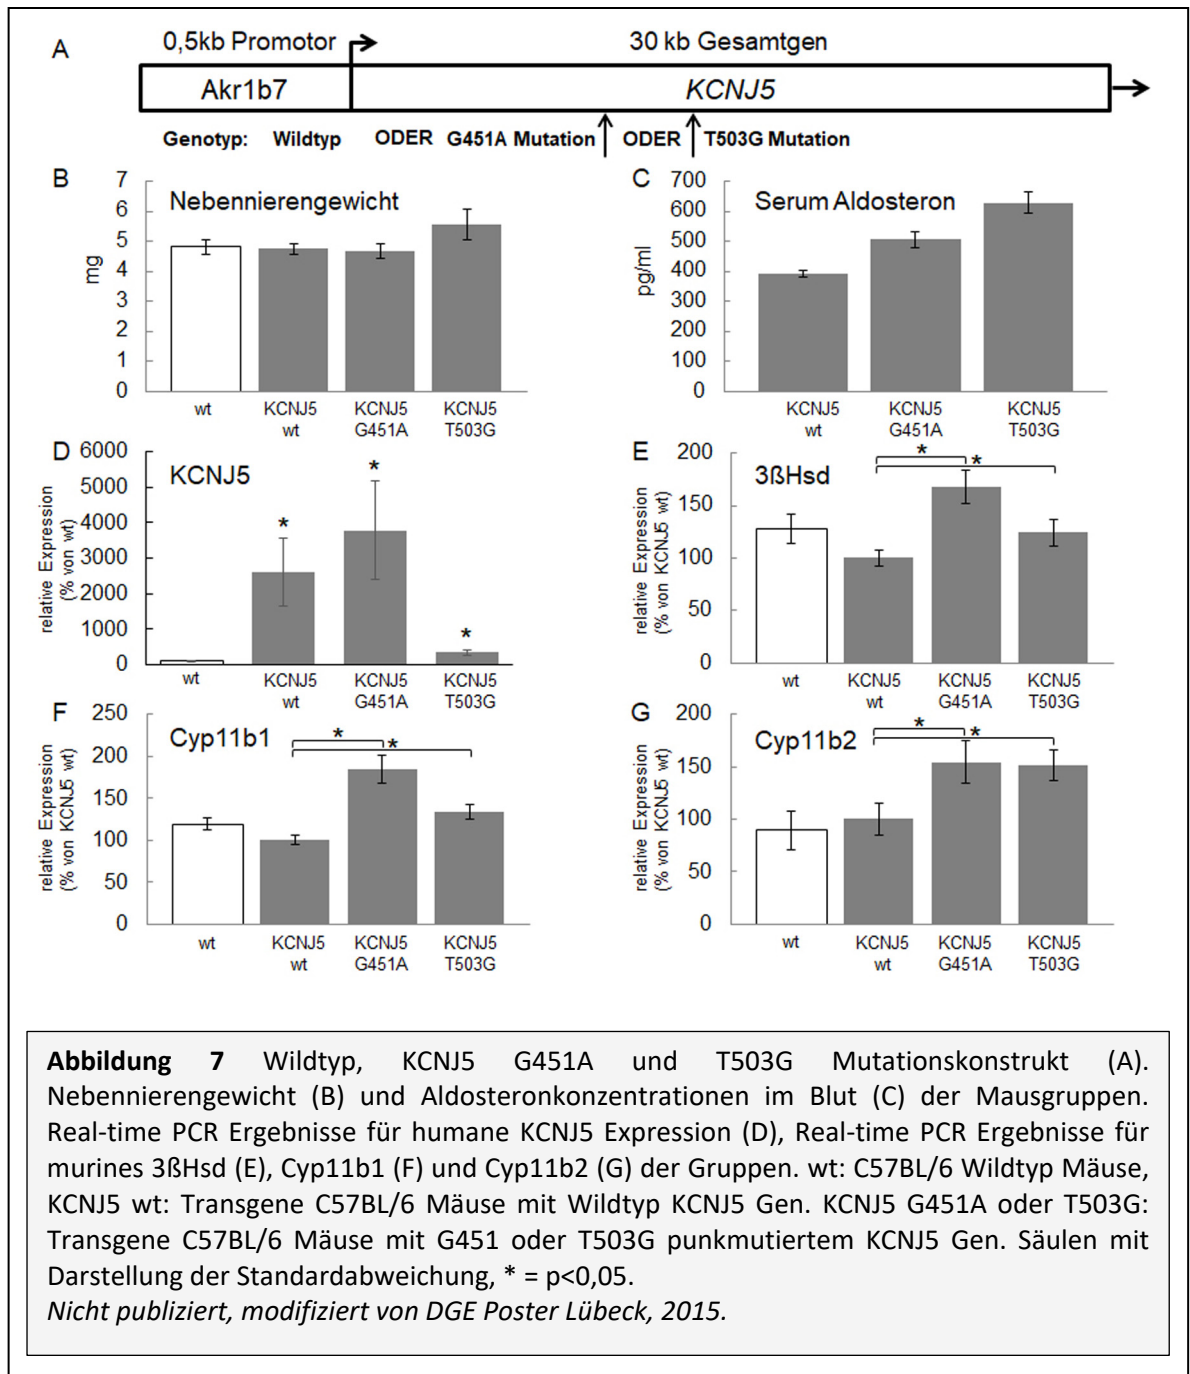 A
0,5kb Promotor
30 kb Gesamtgen
Akr1b7
KCNJ5
Genotyp: Wildtyp ODER G451A Mutation ODER T503G Mutation
B
Nebennierengewicht
mg
7
6
5
4
3
2
1
0
wt
KCNJ5 wt
KCNJ5 G451A
KCNJ5 T503G
C
Serum Aldosteron
pg/ml
700
600
500
400
300
200
100
0
KCNJ5 wt
KCNJ5 G451A
KCNJ5 T503G
D
KCNJ5
relative Expression
(% von wt)
6000
5000
4000
3000
2000
1000
0
*
*
*
wt
KCNJ5 wt
KCNJ5 G451A
KCNJ5 T503G
E
3ßHsd
relative Expression
(% von KCNJ5 wt)
200
150
100
50
0
*
*
wt
KCNJ5 wt
KCNJ5 G451A
KCNJ5 T503G
F
Cyp11b1
relative Expression
(% von KCNJ5 wt)
250
200
150
100
50
0
*
*
wt
KCNJ5 wt
KCNJ5 G451A
KCNJ5 T503G
G
Cyp11b2
relative Expression
(% von KCNJ5 wt)
200
150
100
50
0
*
*
wt
KCNJ5 wt
KCNJ5 G451A
KCNJ5 T503G
Abbildung 7 Wildtyp, KCNJ5 G451A und T503G Mutationskonstrukt (A).
Nebennierengewicht (B) und Aldosteronkonzentrationen im Blut (C) der Mausgruppen.
Real-time PCR Ergebnisse für humane KCNJ5 Expression (D), Real-time PCR Ergebnisse für
murines 3ßHsd (E), Cyp11b1 (F) und Cyp11b2 (G) der Gruppen. wt: C57BL/6 Wildtyp Mäuse,
KCNJ5 wt: Transgene C57BL/6 Mäuse mit Wildtyp KCNJ5 Gen. KCNJ5 G451A oder T503G:
Transgene C57BL/6 Mäuse mit G451 oder T503G punkmutiertem KCNJ5 Gen. Säulen mit
Darstellung der Standardabweichung, * = p<0,05.
Nicht publiziert, modifiziert von DGE Poster Lübeck, 2015.